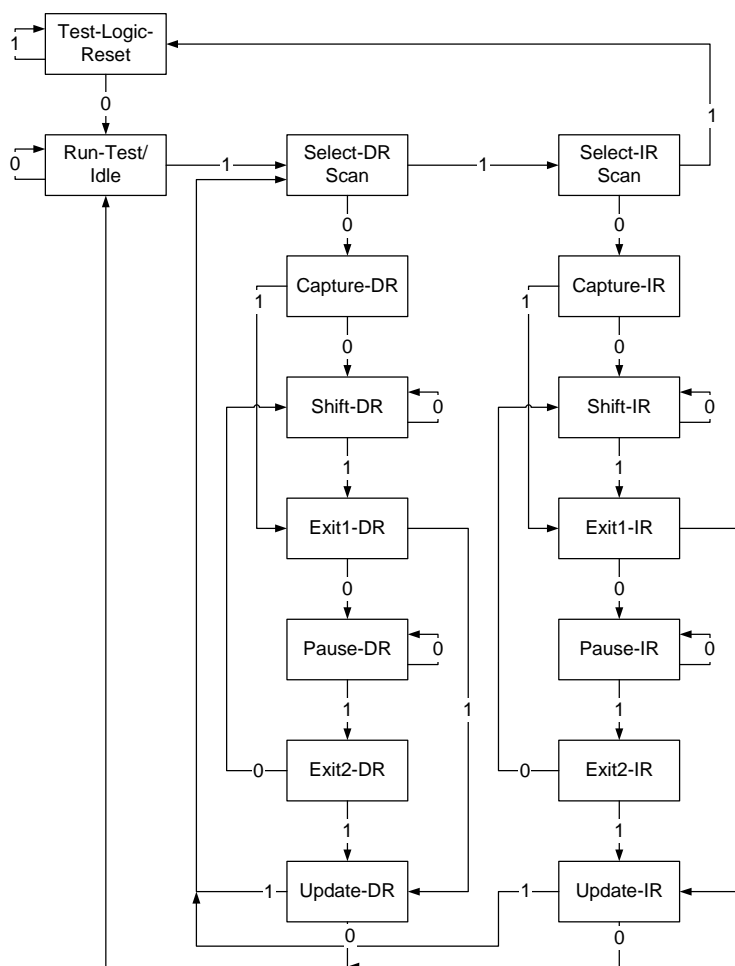 Test-Logic-
Reset
1
0
1
Run-Test/
Idle
0
1
Select-DR
Scan
1
Select-IR
Scan
0
0
Capture-DR
1
Capture-IR
1
0
0
Shift-DR
0
Shift-IR
0
1
1
Exit1-DR
Exit1-IR
0
0
Pause-DR
0
Pause-IR
0
1
1
1
Exit2-DR
0
Exit2-IR
0
1
1
Update-DR
1
Update-IR
1
0
0